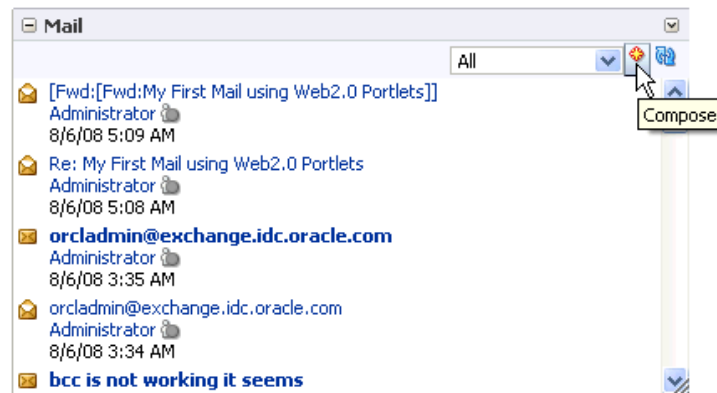 Mail
All
Compose
[Fwd:[Fwd:My First Mail using Web2.0 Portlets]]
Administrator
8/6/08 5:09 AM
Re: My First Mail using Web2.0 Portlets
Administrator
8/6/08 5:08 AM
orcladmin@exchange.idc.oracle.com
Administrator
8/6/08 3:35 AM
orcladmin@exchange.idc.oracle.com
Administrator
8/6/08 3:34 AM
bcc is not working it seems